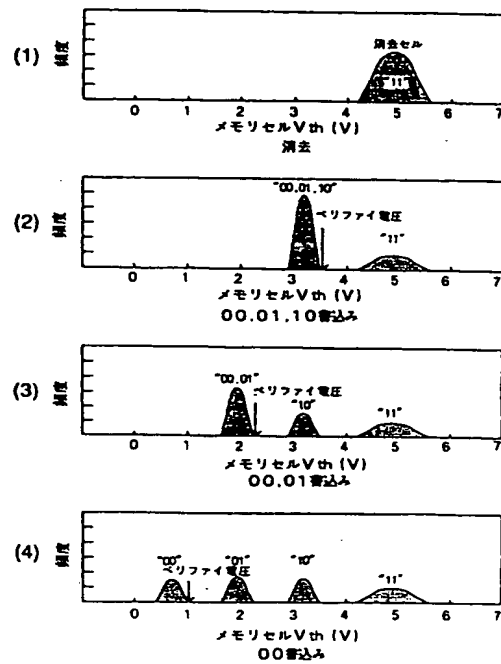 (1)
頻度
消去セル
"11"
0 1 2 3 4 5 6 7
メモリセルVth (V)
消去
(2)
頻度
"00,01,10"
ベリファイ電圧
"11"
0 1 2 3 4 5 6 7
メモリセルVth (V)
00,01,10書込み
(3)
頻度
"00,01"
ベリファイ電圧
"10"
"11"
0 1 2 3 4 5 6 7
メモリセルVth (V)
00,01書込み
(4)
頻度
"00"
"01"
"10"
ベリファイ電圧
"11"
0 1 2 3 4 5 6 7
メモリセルVth (V)
00書込み